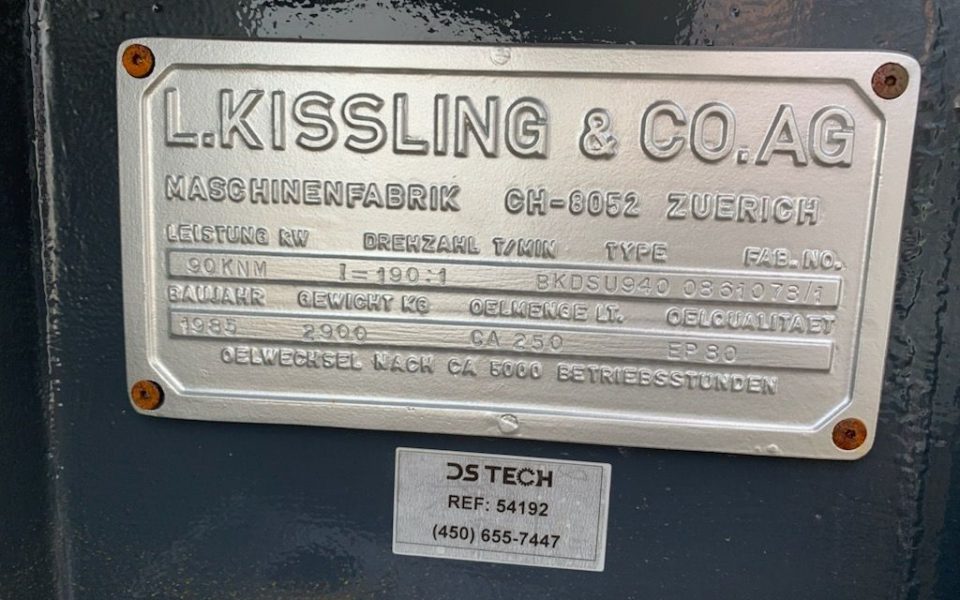 L.KISSLING & CO.AG
MASCHINENFABRIK CH-8052 ZUERICH
LEISTUNG KW DREHZAHL T/MIN TYPE FAB.NO.
90KNM I=190:1 BKDSU940 0861078/1
BAUJAHR GEWICHT KG OELMENGE LT. OELQUALITAET
1985 2900 CA 250 EP80
OELWECHSEL NACH CA 5000 BETRIEBSSTUNDEN
DS TECH
REF: 54192
(450) 655-7447